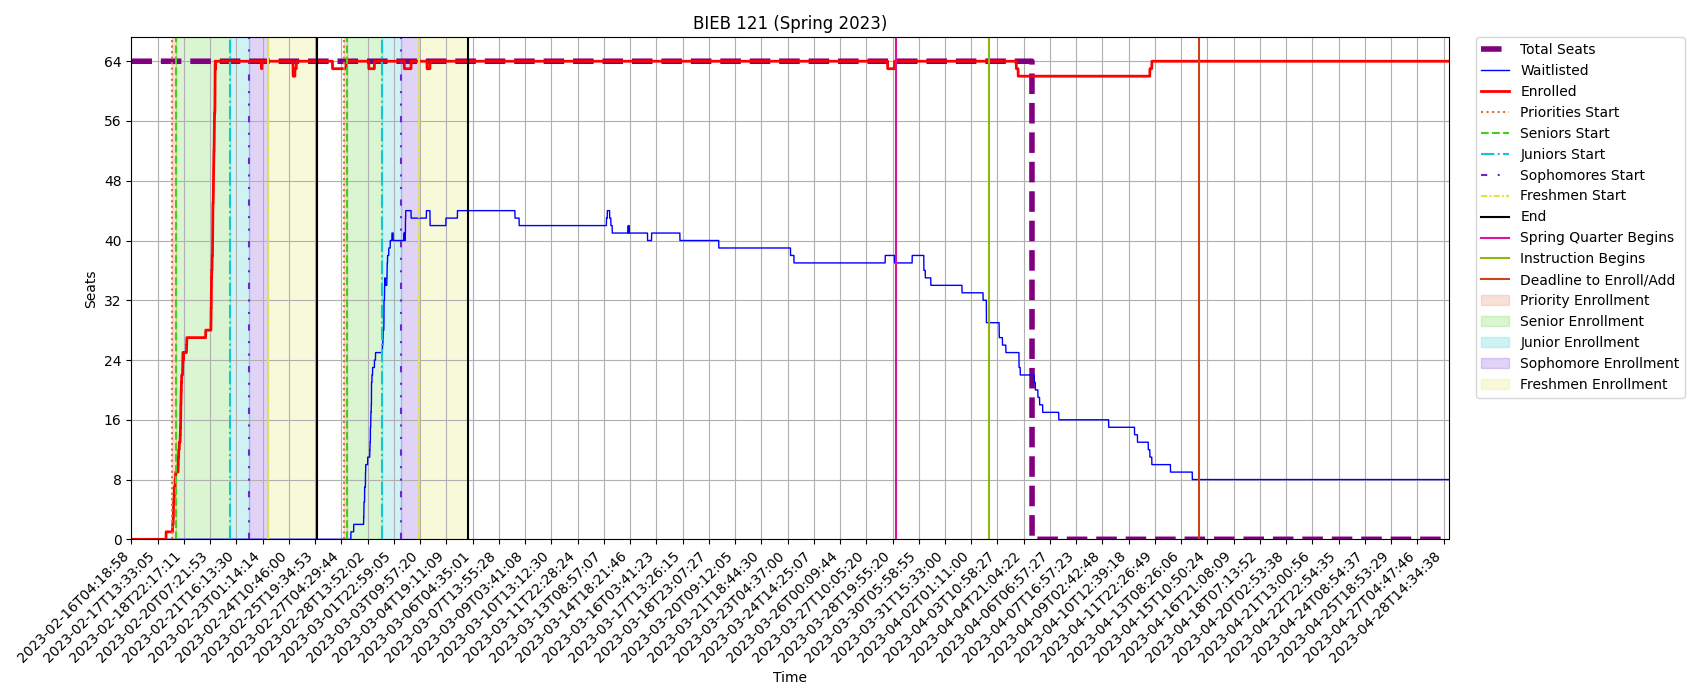 BIEB 121 (Spring 2023)
Seats
64
56
48
40
32
24
16
8
0
2023-02-16T04:18:58
2023-02-17T13:33:05
2023-02-18T22:17:11
2023-02-20T07:21:53
2023-02-21T16:13:30
2023-02-23T01:14:14
2023-02-24T10:46:00
2023-02-25T19:34:53
2023-02-27T04:29:44
2023-02-28T13:52:02
2023-03-01T22:59:05
2023-03-03T09:57:20
2023-03-04T19:11:09
2023-03-06T04:35:01
2023-03-07T13:55:28
2023-03-09T03:41:08
2023-03-10T13:12:30
2023-03-11T22:28:24
2023-03-13T08:57:07
2023-03-14T18:21:46
2023-03-16T03:41:23
2023-03-17T13:26:15
2023-03-18T23:07:27
2023-03-20T09:12:05
2023-03-21T18:44:30
2023-03-23T04:37:00
2023-03-24T14:25:07
2023-03-26T00:09:44
2023-03-27T10:05:20
2023-03-28T19:55:20
2023-03-30T05:58:55
2023-03-31T15:33:00
2023-04-02T01:11:00
2023-04-03T10:58:27
2023-04-04T21:04:22
2023-04-06T06:57:27
2023-04-07T16:57:23
2023-04-09T02:42:48
2023-04-10T12:39:18
2023-04-11T22:26:49
2023-04-13T08:26:06
2023-04-15T10:50:24
2023-04-16T21:08:09
2023-04-18T07:13:52
2023-04-20T02:53:38
2023-04-21T13:00:56
2023-04-22T22:54:35
2023-04-24T08:54:37
2023-04-25T18:53:29
2023-04-27T04:47:46
2023-04-28T14:34:38
Time
Total Seats
Waitlisted
Enrolled
Priorities Start
Seniors Start
Juniors Start
Sophomores Start
Freshmen Start
End
Spring Quarter Begins
Instruction Begins
Deadline to Enroll/Add
Priority Enrollment
Senior Enrollment
Junior Enrollment
Sophomore Enrollment
Freshmen Enrollment